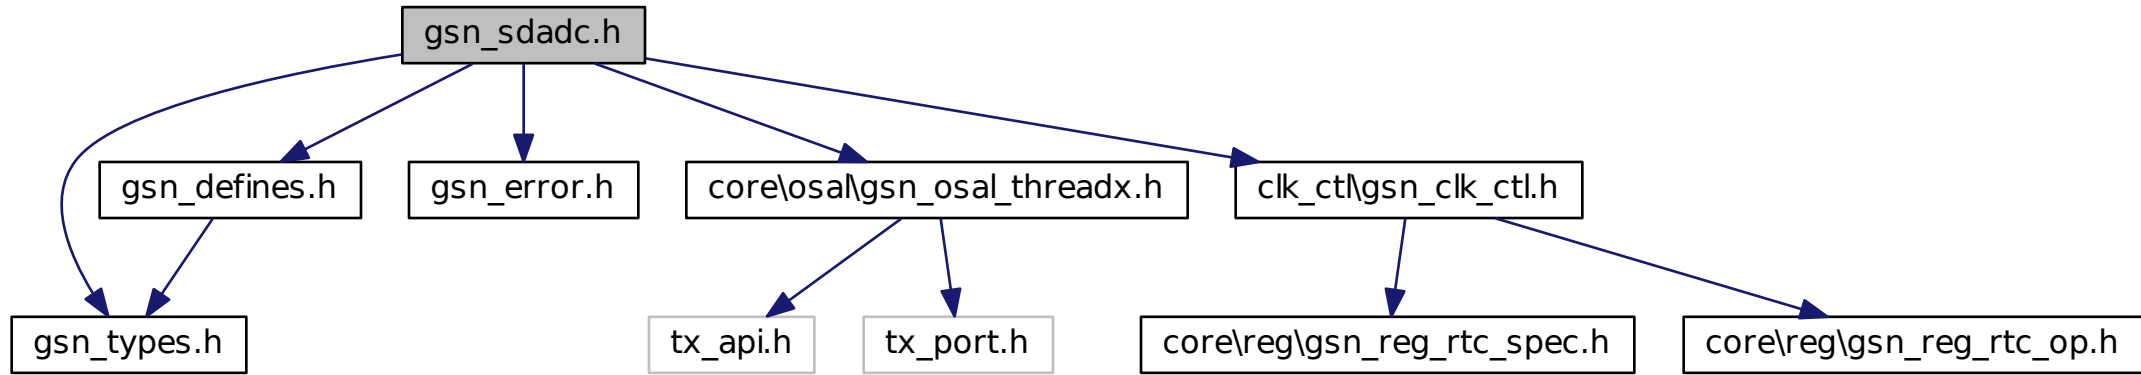 gsn_sdadc.h
gsn_defines.h
gsn_error.h
core\osal\gsn_osal_threadx.h
clk_ctl\gsn_clk_ctl.h
gsn_types.h
tx_api.h
tx_port.h
core\reg\gsn_reg_rtc_spec.h
core\reg\gsn_reg_rtc_op.h